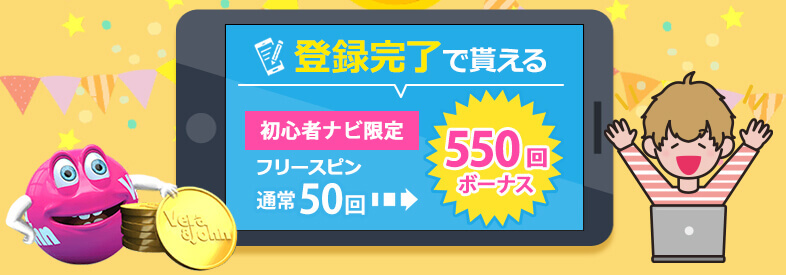 登録完了で貰える
初心者ナビ限定
フリースピン
通常50回
550回
ボーナス
Vera
&John